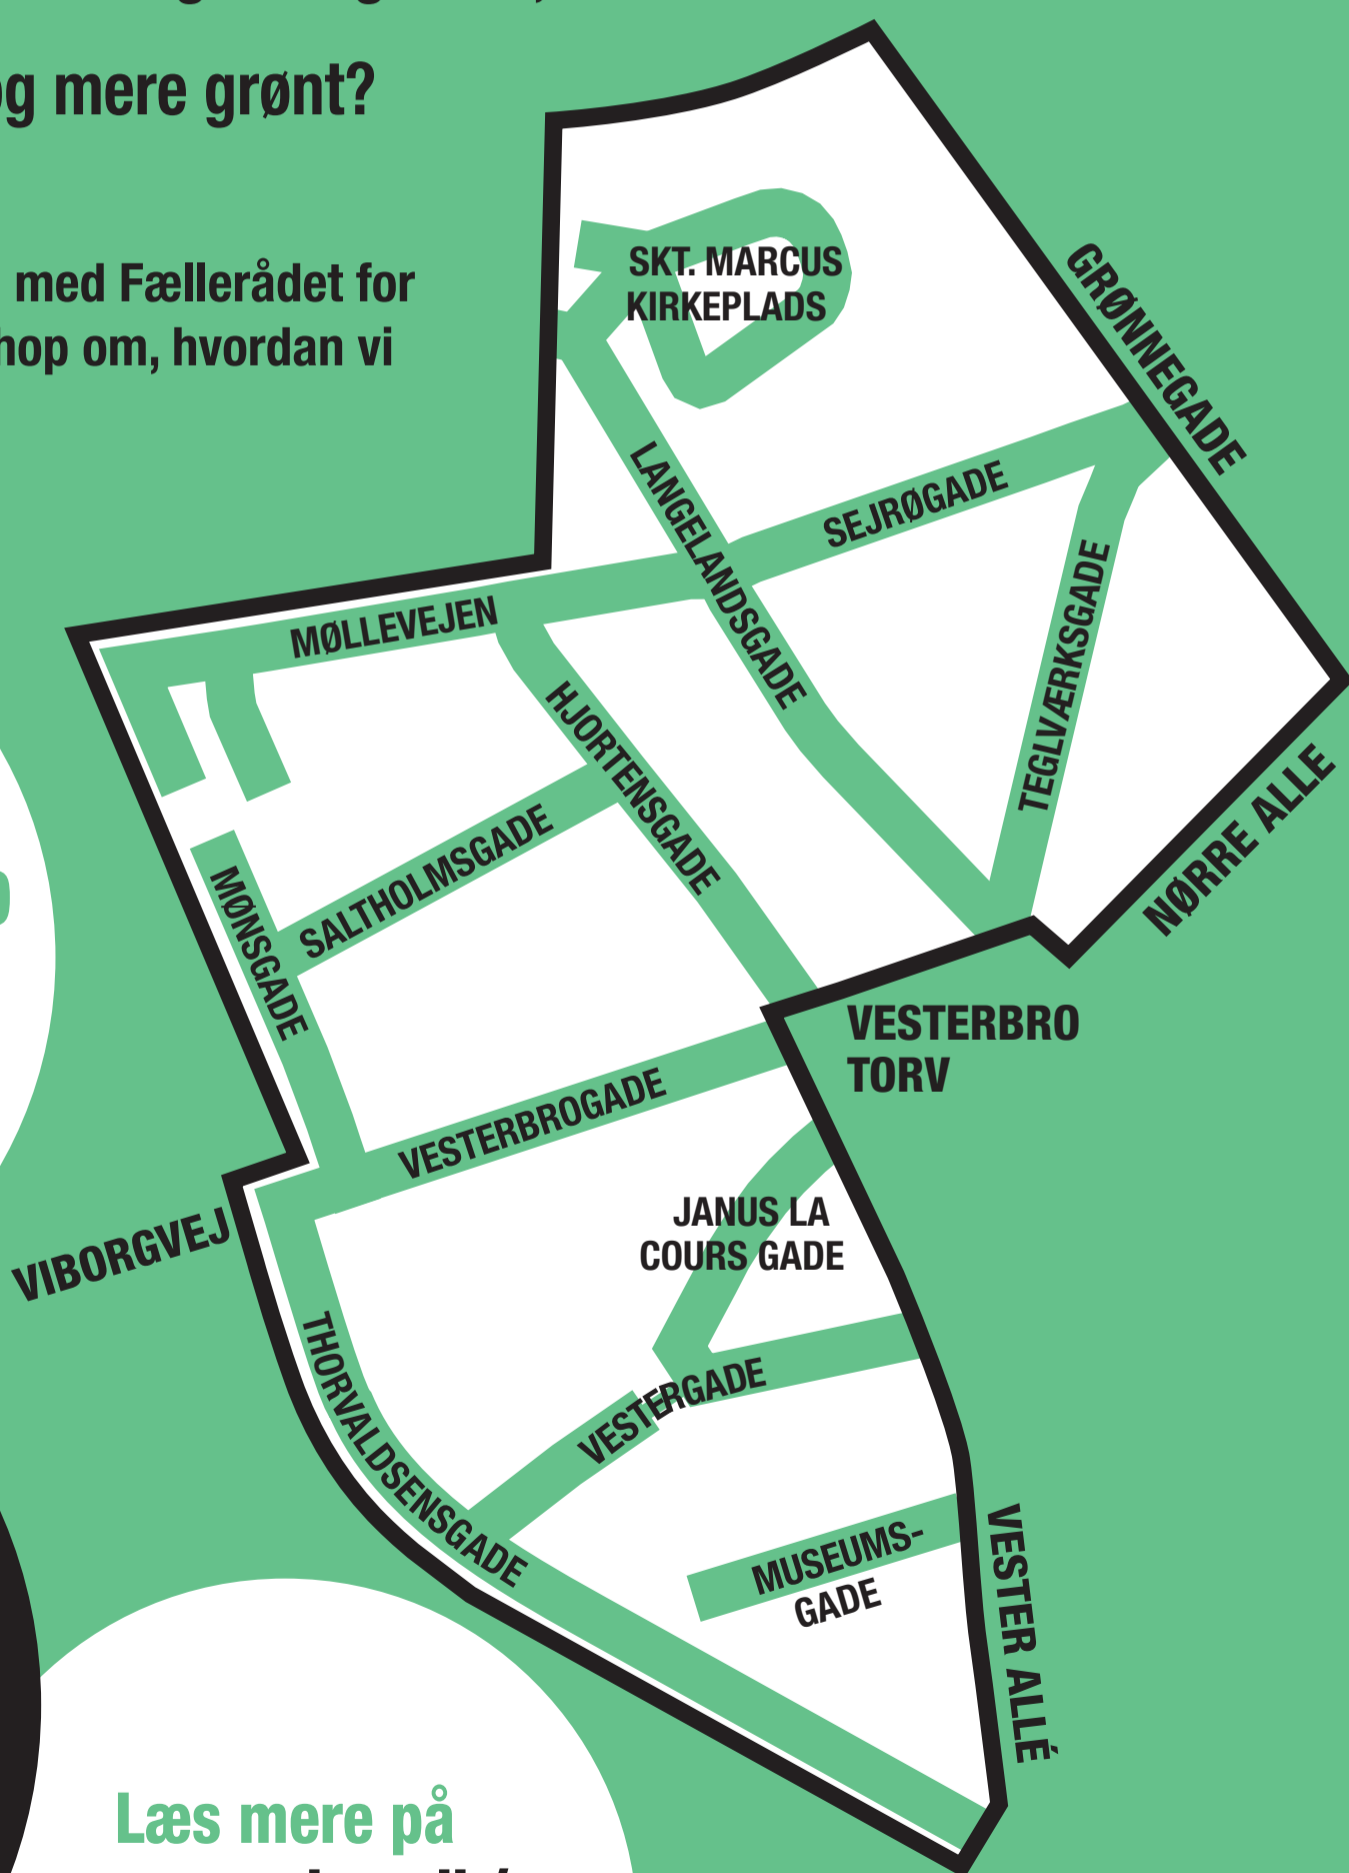 og mere grønt?
med Fællerådet for
hop om, hvordan vi
SKT. MARCUS
KIRKEPLADS
GRØNNEGADE
LANGELANDSGADE
SEJRØGADE
TEGLVÆRKSGADE
MØLLEVEJEN
HJORTENSGADE
NØRRE ALLE
SALTHOLMSGADE
MØNSGADE
VESTERBRO
TORV
VESTERBROGADE
JANUS LA
COURS GADE
VIBORGVEJ
THORVALDSENSGADE
VESTERGADE
MUSEUMS-
GADE
VESTER ALLÉ
Læs mere på